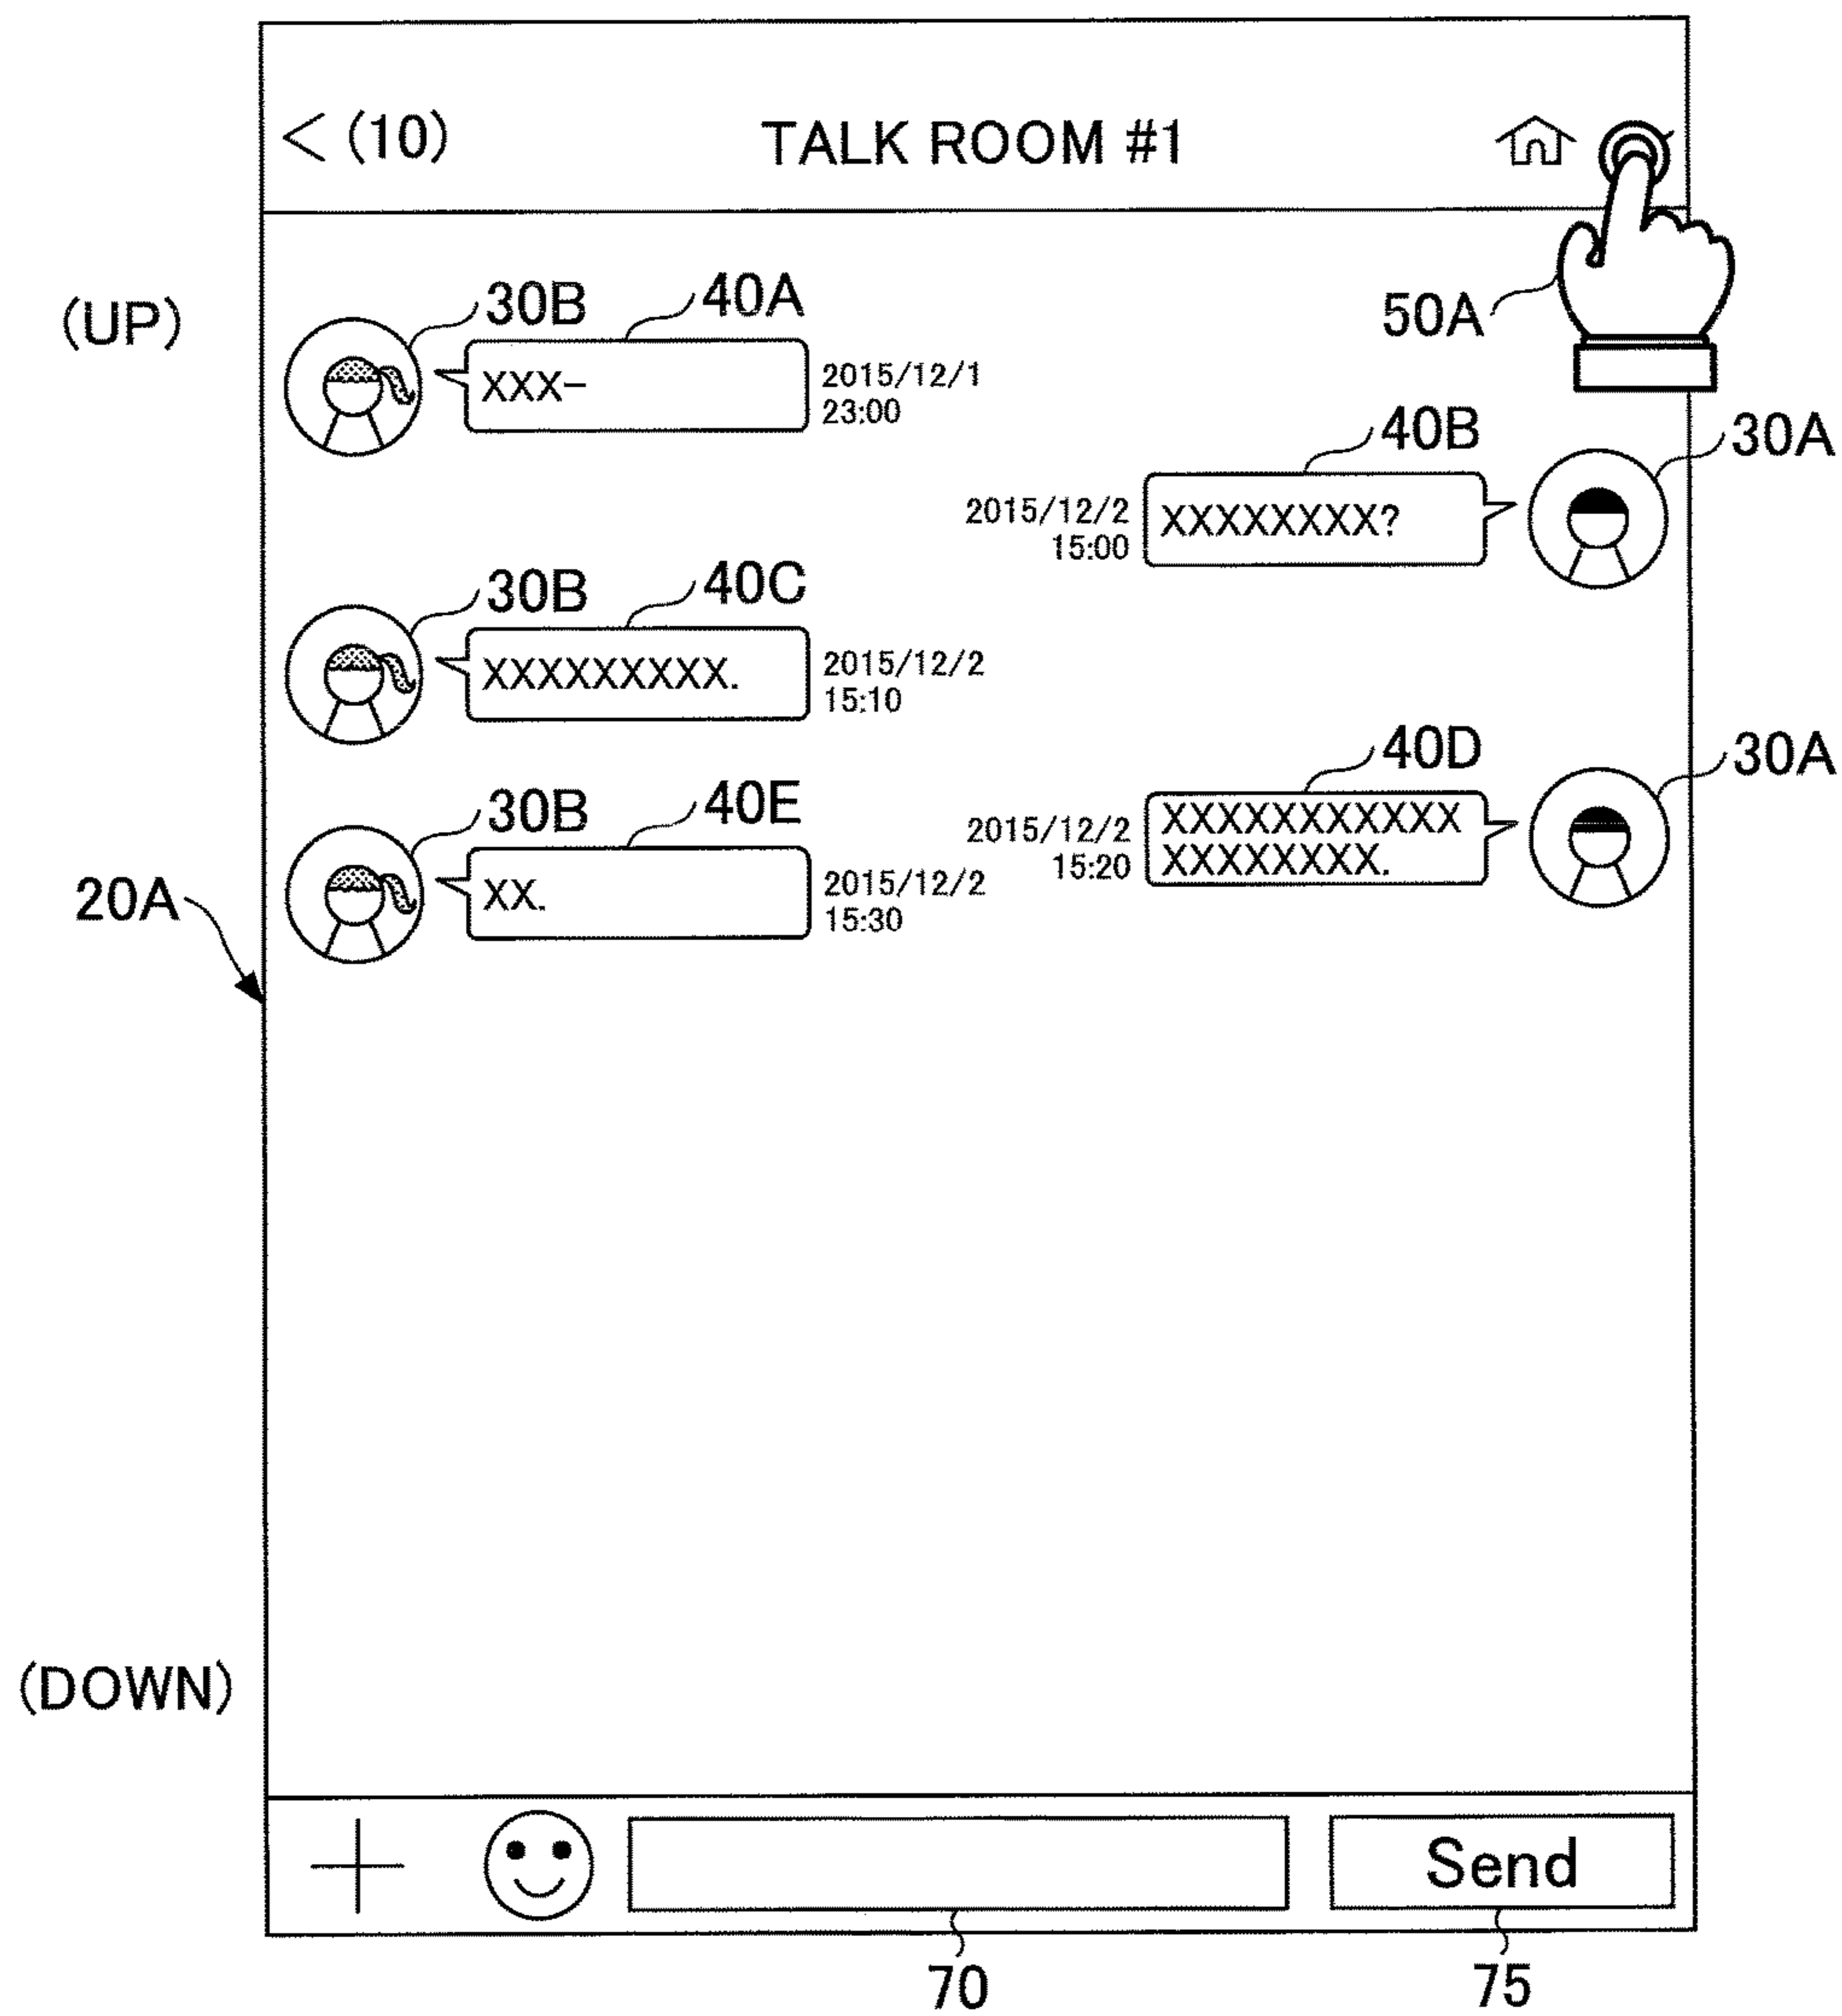 < (10)
TALK ROOM #1
(UP)
30B
40A
50A
XXX-
2015/12/1
23:00
40B
30A
2015/12/2
15:00
XXXXXXXX?
30B
40C
XXXXXXXXX.
2015/12/2
15:10
40D
30A
30B
40E
2015/12/2
15:20
XXXXXXXXXXX
XXXXXXXX.
20A
XX.
2015/12/2
15:30
(DOWN)
Send
70
75